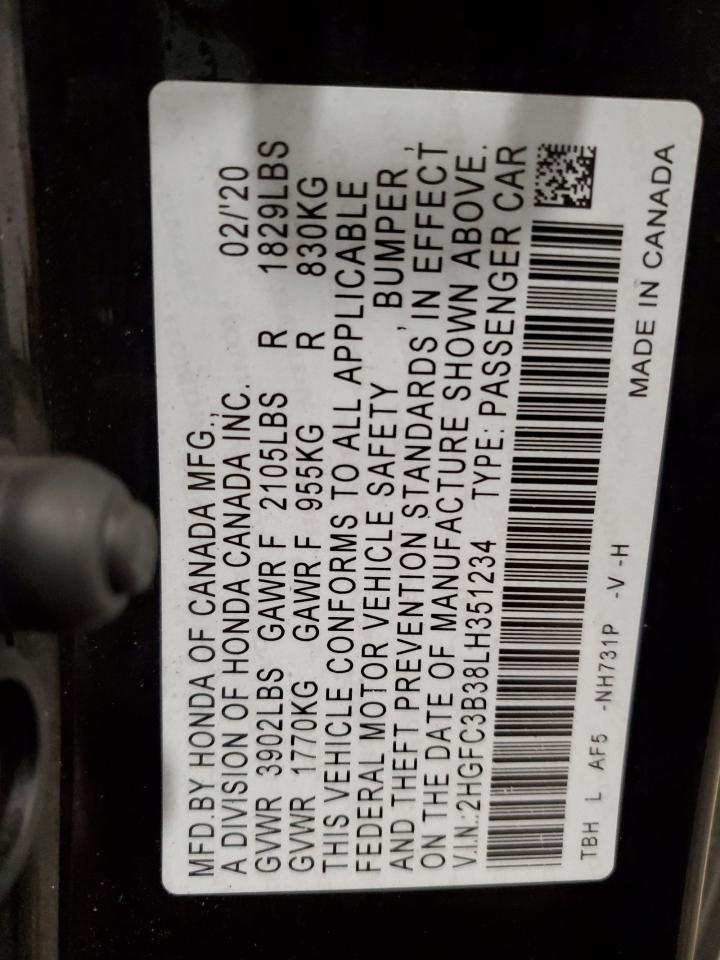 MFD.BY HONDA OF CANADA MFG.,
A DIVISION OF HONDA CANADA INC. 02/'20
GVWR 3902LBS GAWR F 2105LBS R 1829LBS
GVWR 1770KG GAWR F 955KG R 830KG
THIS VEHICLE CONFORMS TO ALL APPLICABLE
FEDERAL MOTOR VEHICLE SAFETY, BUMPER,
AND THEFT PREVENTION STANDARDS IN EFFECT
ON THE DATE OF MANUFACTURE SHOWN ABOVE.
V.I.N.:2HGFC3B38LH351234 TYPE: PASSENGER CAR
TBH L AF5 -NH731P -V -H
MADE IN CANADA